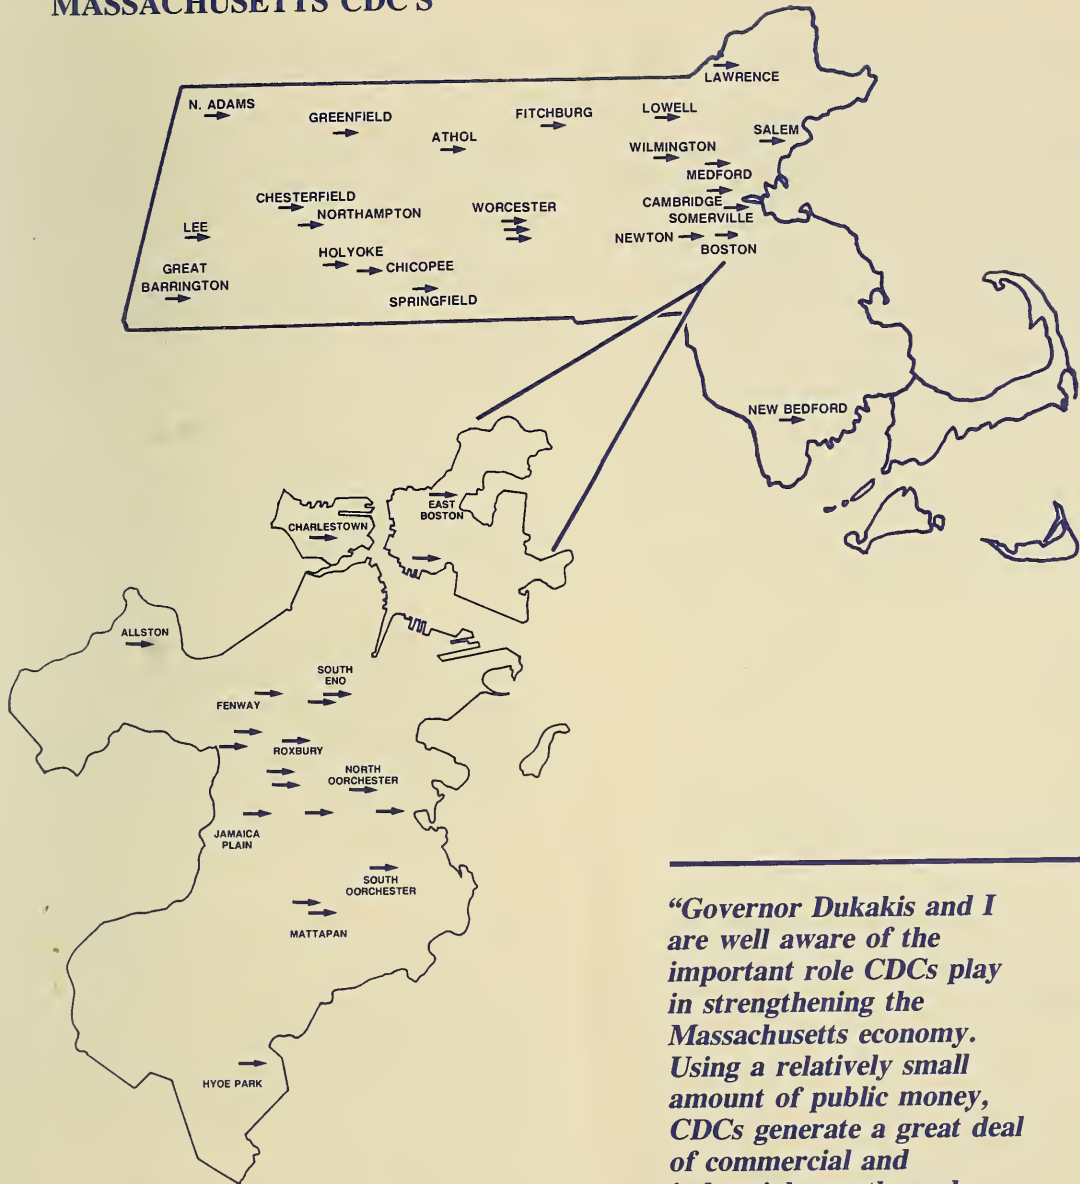 MASSACHUSETTS CDC'S
LAWRENCE
N. ADAMS
GREENFIELD
ATHOL
FITCHBURG
LOWELL
SALEM
WILMINGTON
MEDFORD
CHESTERFIELD
NORTHAMPTON
WORCESTER
CAMBRIDGE
SOMERVILLE
LEE
NEWTON
BOSTON
HOLYOKE
CHICOPEE
GREAT
BARRINGTON
SPRINGFIELD
NEW BEDFORD
EAST
BOSTON
CHARLESTOWN
ALLSTON
SOUTH
ENO
FENWAY
ROXBURY
NORTH
OORCHESTER
JAMAICA
PLAIN
SOUTH
OORCHESTER
MATTAPAN
HYOE PARK
“Governor Dukakis and I
are well aware of the
important role CDCs play
in strengthening the
Massachusetts economy.
Using a relatively small
amount of public money,
CDCs generate a great deal
of commercial and